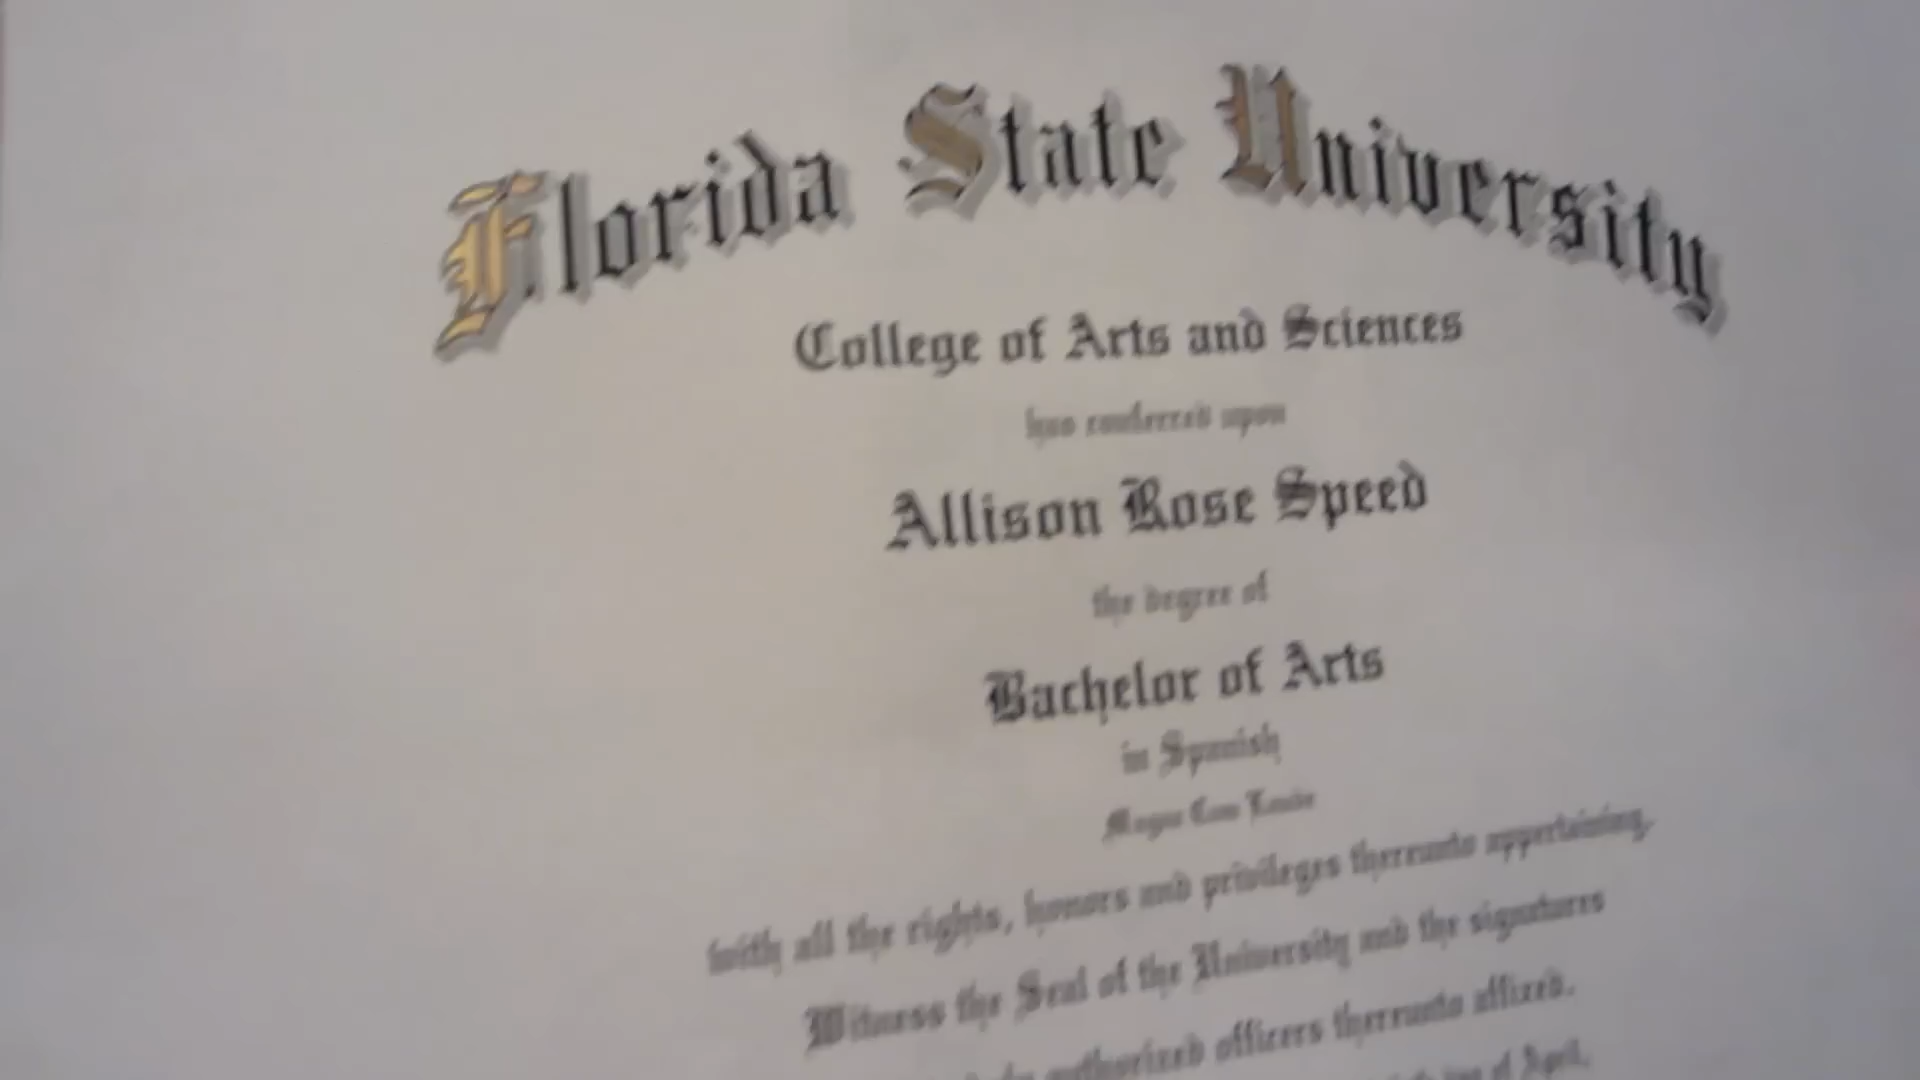 Florida State University
College of Arts and Sciences
has conferred upon
Allison Rose Speed
the degree of
Bachelor of Arts
in Spanish
Magna Cum Laude
with all the rights, honors and privileges thereunto appertaining.
Witness the Seal of the University and the signatures
authorized officers thereunto affixed.
of April,